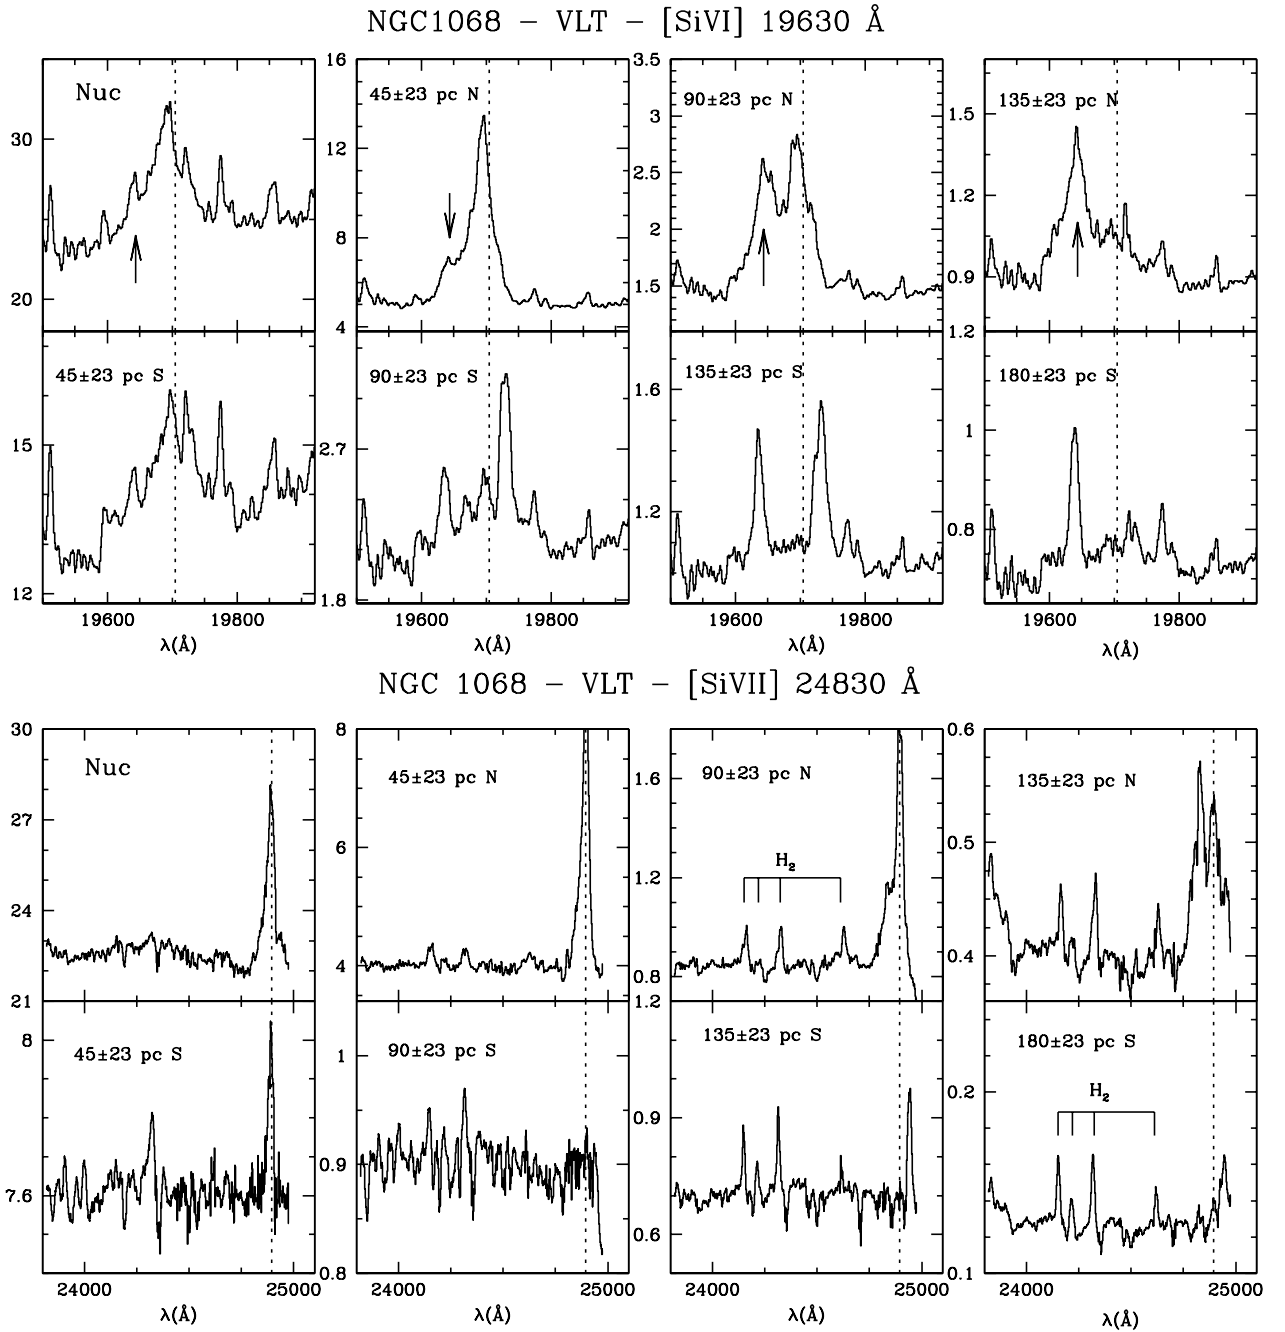 NGC1068 – VLT – [SiVI] 19630 Å
Nuc
45±23 pc N
90±23 pc N
135±23 pc N
30
20
16
12
8
4
3.5
3
2.5
2
1.5
1.5
1.2
0.9
45±23 pc S
90±23 pc S
135±23 pc S
180±23 pc S
15
12
2.7
1.8
1.6
1.2
1.2
1
0.8
19600 19800
19600 19800
19600 19800
19600 19800
λ(Å)
λ(Å)
λ(Å)
λ(Å)
NGC 1068 – VLT – [SiVII] 24830 Å
Nuc
45±23 pc N
90±23 pc N
135±23 pc N
H2
30
27
24
21
8
6
4
1.6
1.2
0.8
0.6
0.5
0.4
45±23 pc S
90±23 pc S
135±23 pc S
180±23 pc S
H2
8
7.6
1
0.9
0.8
1.2
0.9
0.6
0.2
0.1
24000 25000
24000 25000
24000 25000
24000 25000
λ(Å)
λ(Å)
λ(Å)
λ(Å)